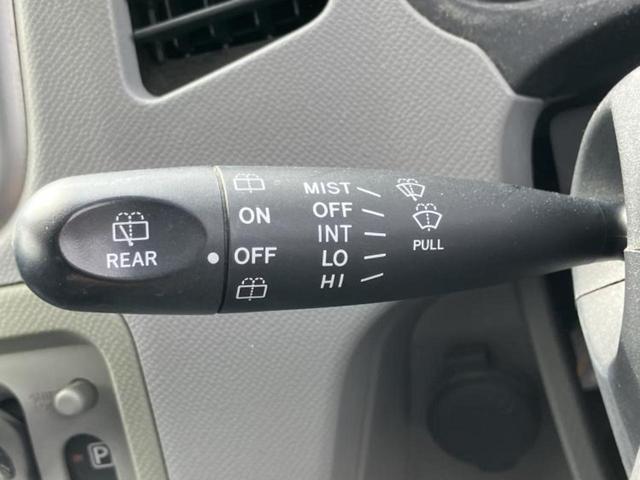 REAR
ON
OFF
MIST
OFF
INT
LO
HI
PULL
P